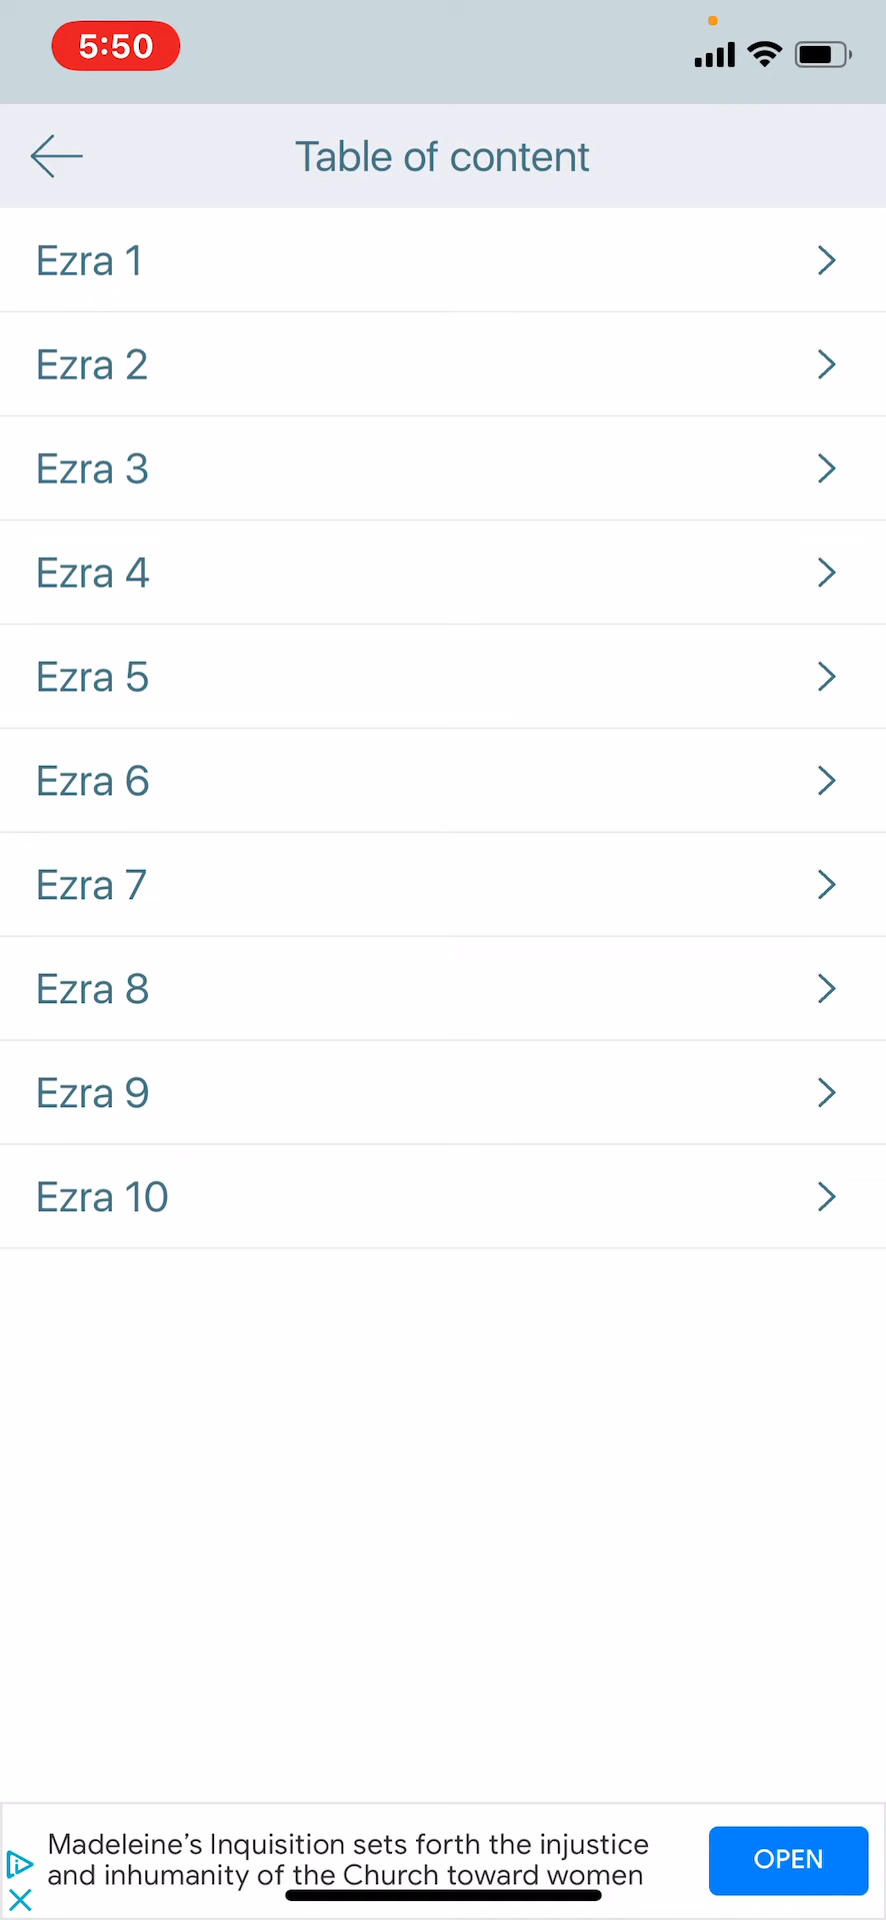 5:50
Table of content
Ezra 1
Ezra 2
Ezra 3
Ezra 4
Ezra 5
Ezra 6
Ezra 7
Ezra 8
Ezra 9
Ezra 10
Madeleine’s Inquisition sets forth the injustice
and inhumanity of the Church toward women
OPEN